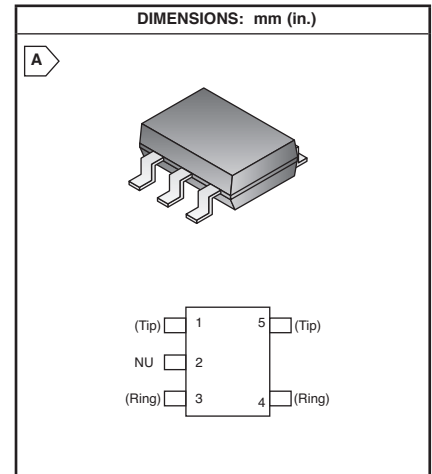 DIMENSIONS: mm (in.)
A
(Tip) 1 5 (Tip)
NU 2
(Ring) 3 4 (Ring)